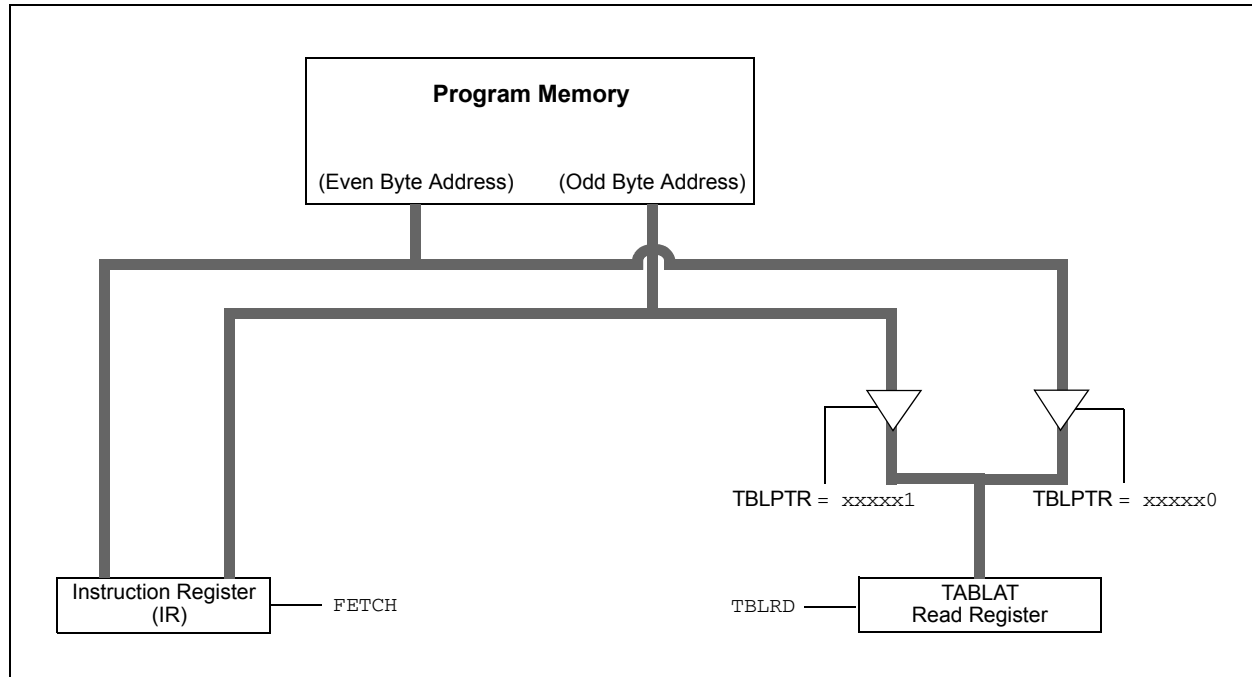 Program Memory
(Even Byte Address) (Odd Byte Address)
TBLPTR = xxxxx1 TBLPTR = xxxxx0
Instruction Register
(IR)
FETCH
TBLRD
TABLAT
Read Register